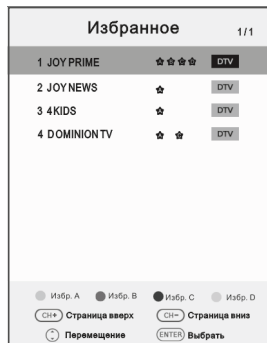 Избранное 1/1
1 JOY PRIME DTV
2 JOY NEWS DTV
3 4KIDS DTV
4 DOMINION TV DTV
Избр. A Избр. B Избр. C Избр. D
CH+ Страница вверх CH− Страница вниз
Перемещение ENTER Выбрать